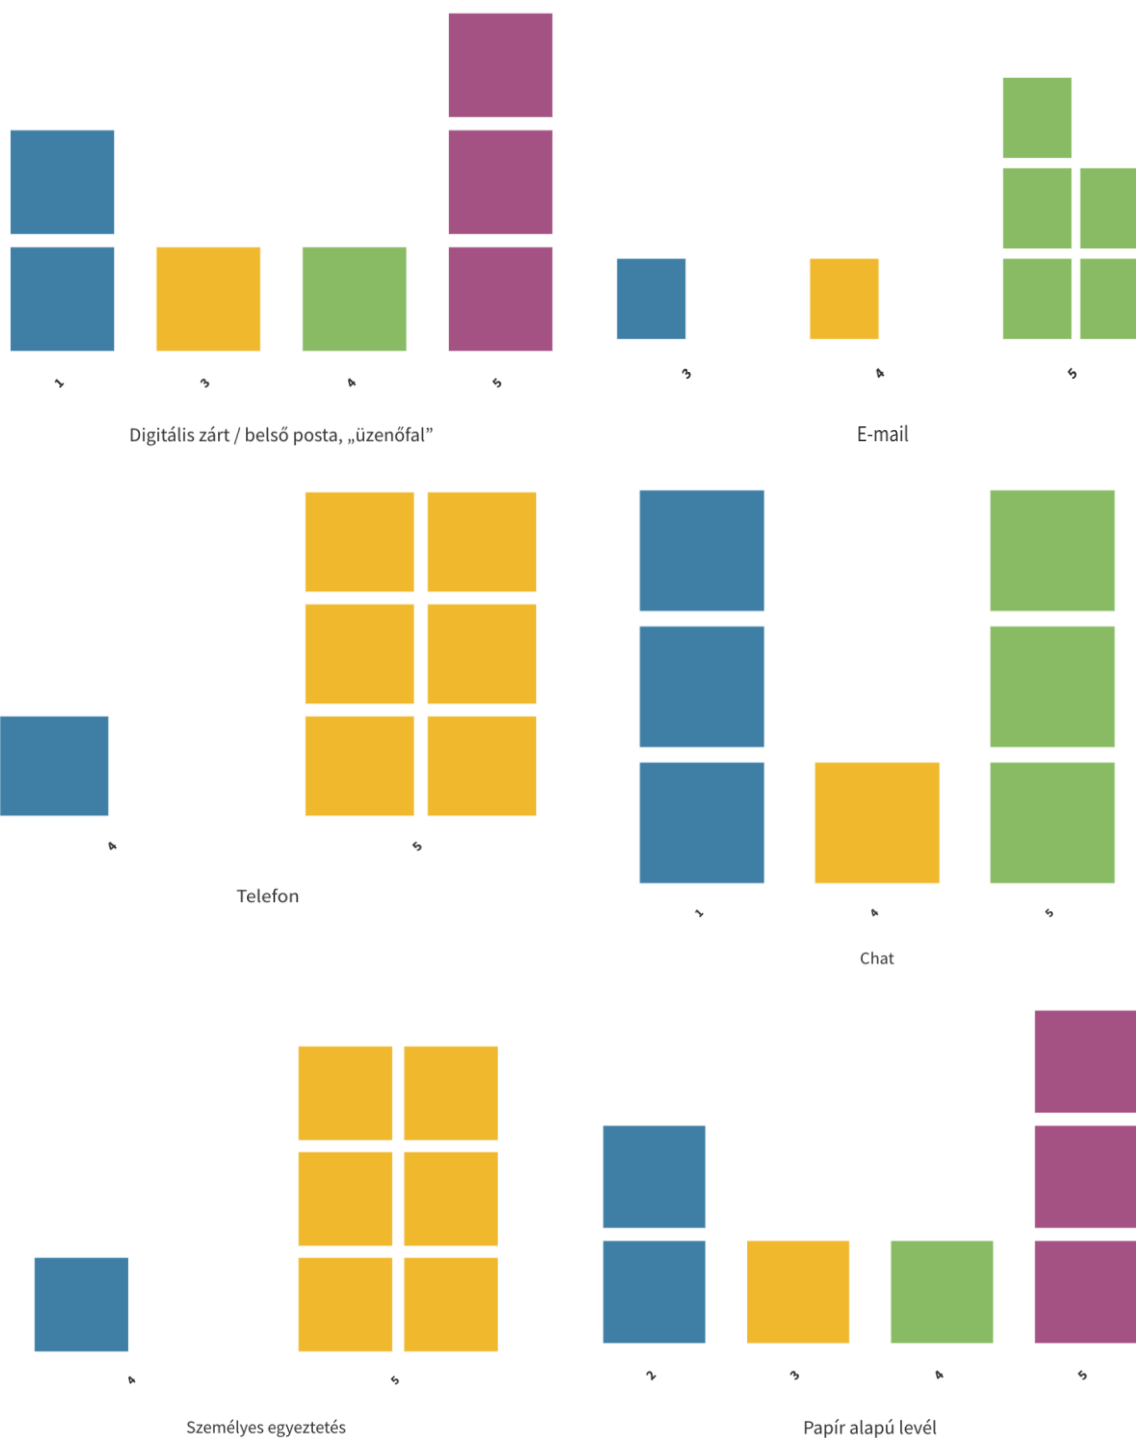 1 3 4 5
Digitális zárt / belső posta, „üzenőfal”
3 4 5
E-mail
4 5
Telefon
1 4 5
Chat
4 5
Személyes egyeztetés
2 3 4 5
Papír alapú levél